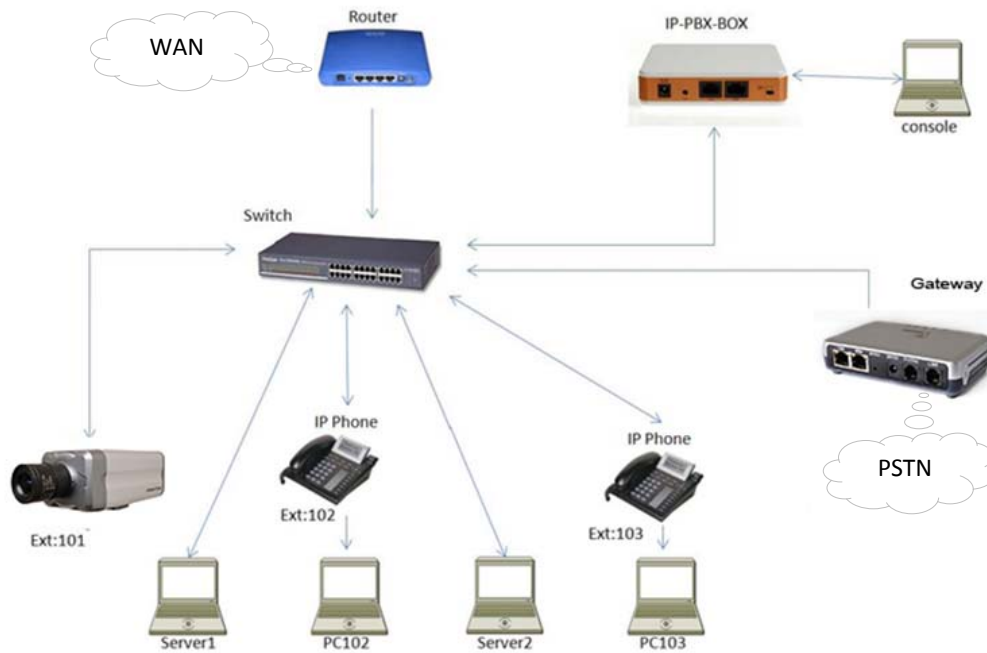 Router
WAN
IP-PBX-BOX
console
Switch
Gateway
IP Phone
IP Phone
PSTN
Ext:102
Ext:103
Ext:101
Server1
PC102
Server2
PC103